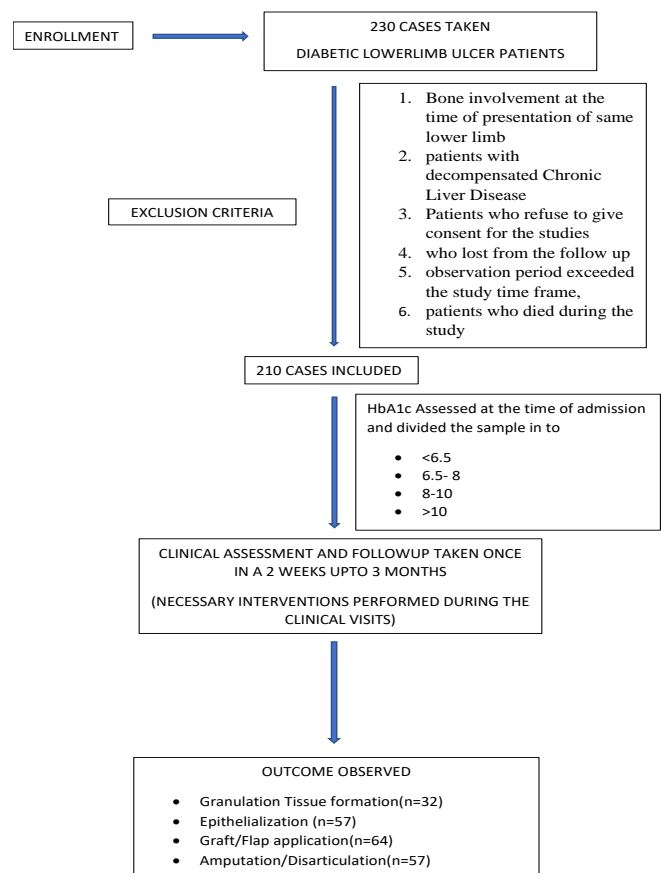 ENROLLMENT
230 CASES TAKEN
DIABETIC LOWERLIMB ULCER PATIENTS
EXCLUSION CRITERIA
1. Bone involvement at the
time of presentation of same
lower limb
2. patients with
decompensated Chronic
Liver Disease
3. Patients who refuse to give
consent for the studies
4. who lost from the follow up
5. observation period exceeded
the study time frame,
6. patients who died during the
study
210 CASES INCLUDED
HbA1c Assessed at the time of admission
and divided the sample in to
• <6.5
• 6.5- 8
• 8-10
• >10
CLINICAL ASSESSMENT AND FOLLOWUP TAKEN ONCE
IN A 2 WEEKS UPTO 3 MONTHS
(NECESSARY INTERVENTIONS PERFORMED DURING THE
CLINICAL VISITS)
OUTCOME OBSERVED
• Granulation Tissue formation(n=32)
• Epithelialization (n=57)
• Graft/Flap application(n=64)
• Amputation/Disarticulation(n=57)